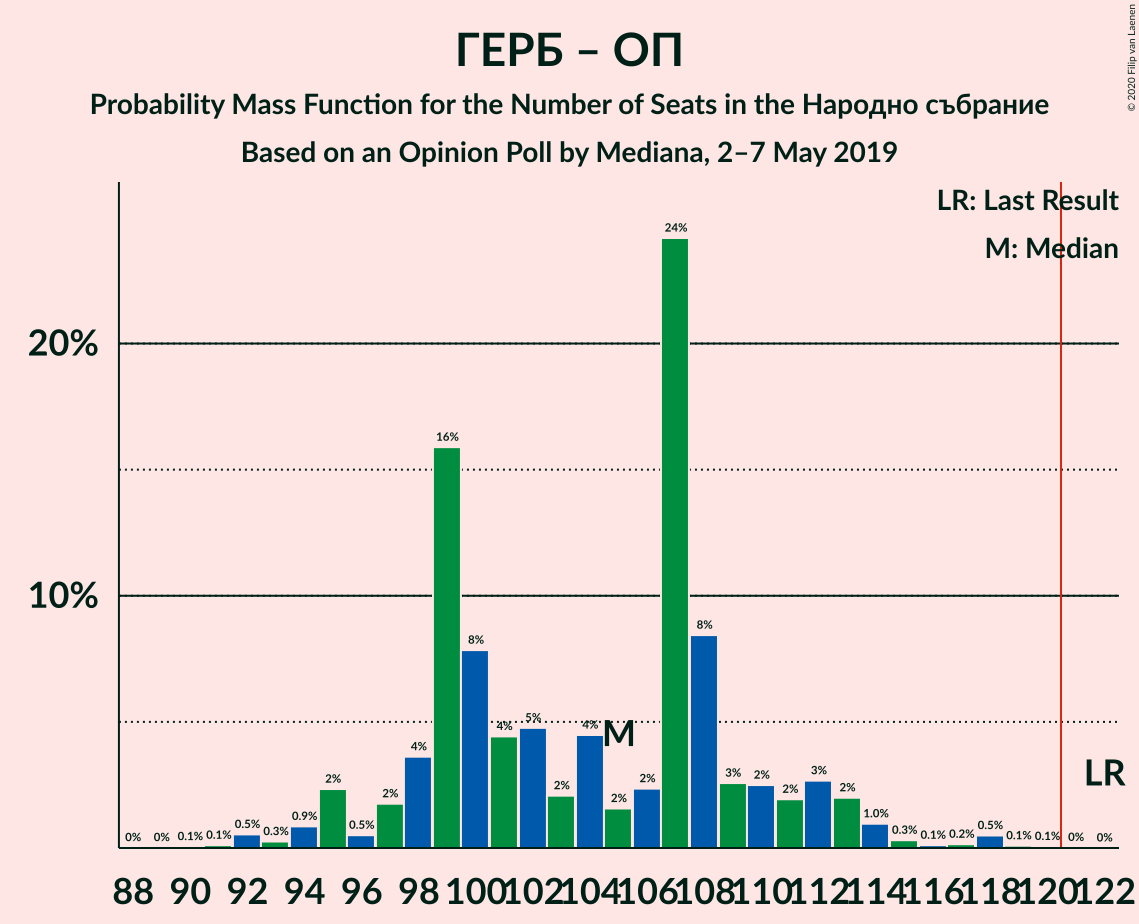 © 2020 Filip van Laenen
ГЕРБ – ОП
Probability Mass Function for the Number of Seats in the Народно събрание
Based on an Opinion Poll by Mediana, 2–7 May 2019
LR: Last Result
M: Median
24%
20%
16%
10%
8% 8%
4% 5% 4% M
4% 2% 2% 2% 2% 2% 3% 2% 2% 3% 2% LR
0% 0% 0.1% 0.1% 0.5% 0.3% 0.9% 0.5% 1.0% 0.3% 0.1% 0.2% 0.5% 0.1% 0.1% 0% 0%
88 90 92 94 96 98 100 102 104 106 108 110 112 114 116 118 120 122